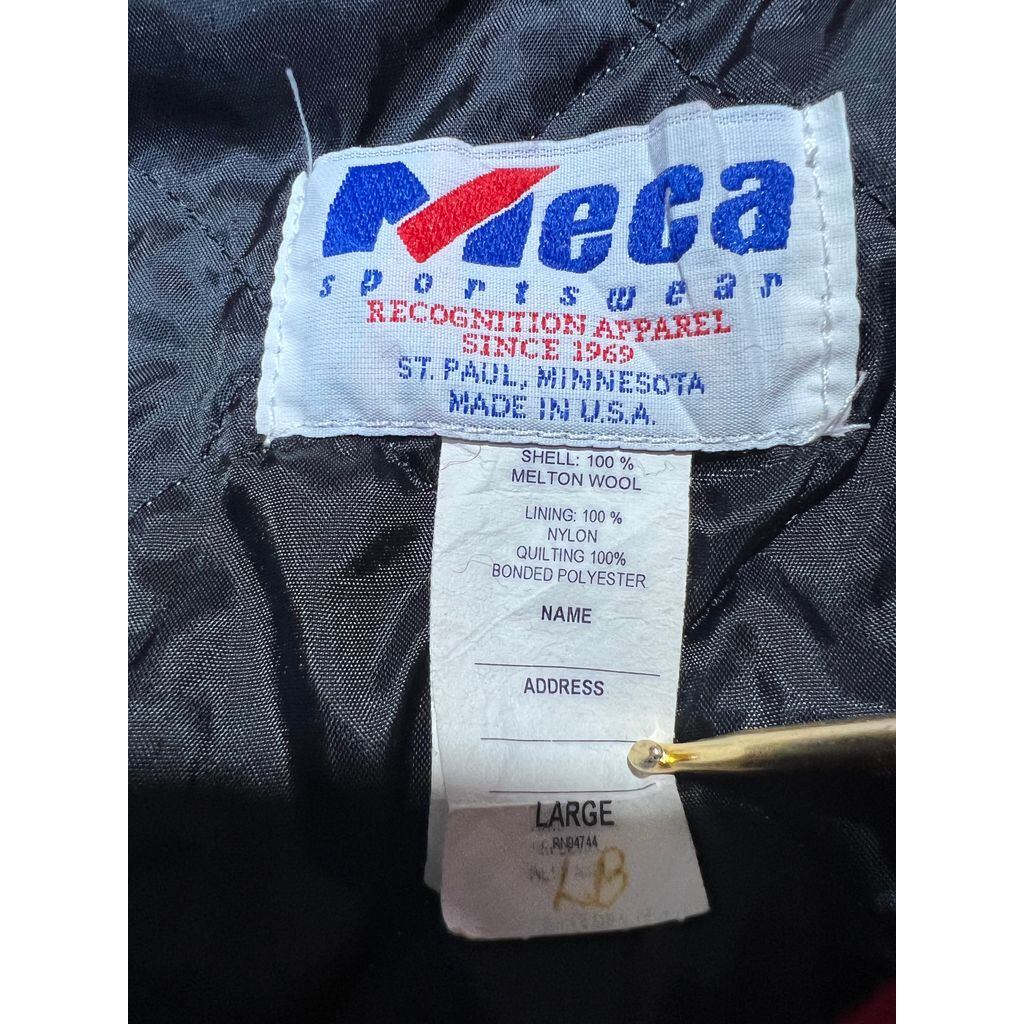 Meca
sportswear
RECOGNITION APPAREL
SINCE 1969
ST. PAUL, MINNESOTA
MADE IN U.S.A.
SHELL: 100 %
MELTON WOOL
LINING: 100 %
NYLON
QUILTING 100%
BONDED POLYESTER
NAME
ADDRESS
LARGE
RN94744
LB